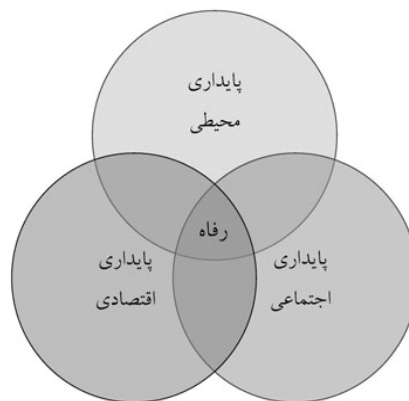 پایداری
محیطی
رفاه
پایداری
اجتماعی
پایداری
اقتصادی